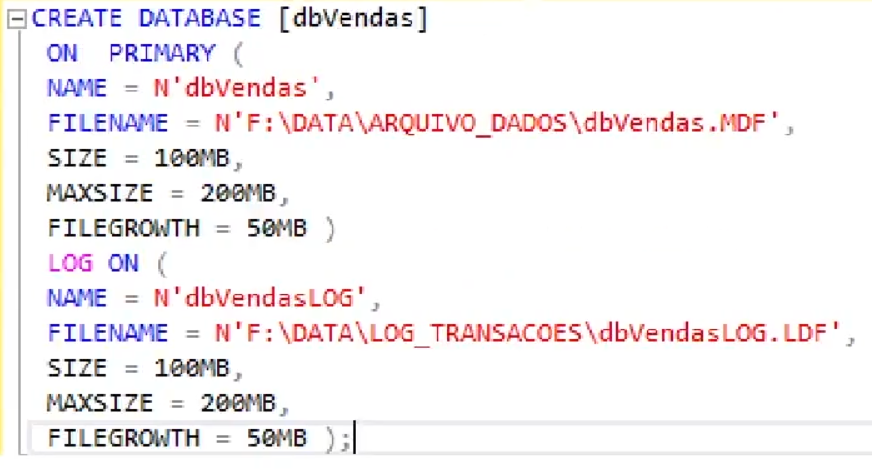 CREATE DATABASE [dbVendas]
ON  PRIMARY (
NAME = N'dbVendas',
FILENAME = N'F:\DATA\ARQUIVO_DADOS\dbVendas.MDF',
SIZE = 100MB,
MAXSIZE = 200MB,
FILEGROWTH = 50MB )
LOG ON (
NAME = N'dbVendasLOG',
FILENAME = N'F:\DATA\LOG_TRANSACOES\dbVendasLOG.LDF',
SIZE = 100MB,
MAXSIZE = 200MB,
FILEGROWTH = 50MB );